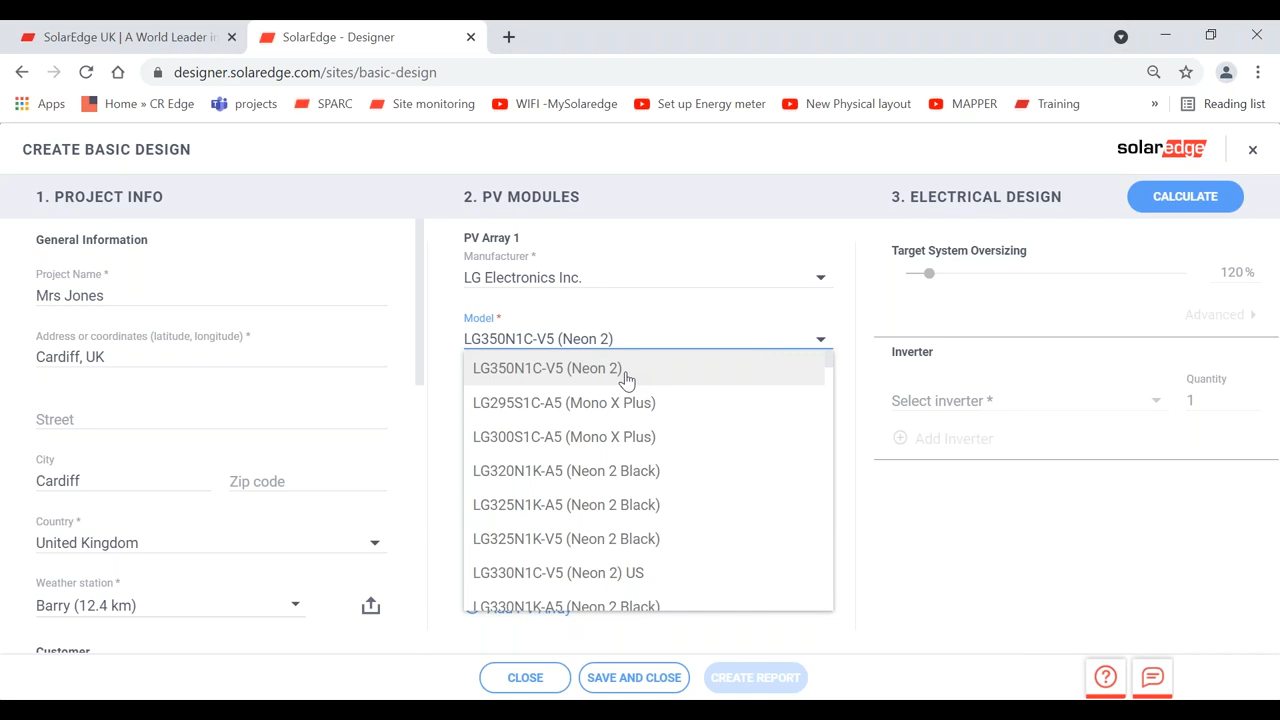 SolarEdge UK | A World Leader in
SolarEdge - Designer
designer.solaredge.com/sites/basic-design
Apps
Home » CR Edge
projects
SPARC
Site monitoring
WIFI -MySolaredge
Set up Energy meter
New Physical layout
MAPPER
Training
»
Reading list
CREATE BASIC DESIGN
solaredge
1. PROJECT INFO
2. PV MODULES
3. ELECTRICAL DESIGN
CALCULATE
General Information
Project Name *
Mrs Jones
Address or coordinates (latitude, longitude) *
Cardiff, UK
Street
City
Cardiff
Zip code
Country *
United Kingdom
Weather station *
Barry (12.4 km)
Customer
PV Array 1
Manufacturer *
LG Electronics Inc.
Model *
LG350N1C-V5 (Neon 2)
LG350N1C-V5 (Neon 2)
LG295S1C-A5 (Mono X Plus)
LG300S1C-A5 (Mono X Plus)
LG320N1K-A5 (Neon 2 Black)
LG325N1K-A5 (Neon 2 Black)
LG325N1K-V5 (Neon 2 Black)
LG330N1C-V5 (Neon 2) US
LG330N1K-A5 (Neon 2 Black)
Target System Oversizing
120%
Advanced
Inverter
Quantity
Select inverter *
1
Add Inverter
CLOSE
SAVE AND CLOSE
CREATE REPORT